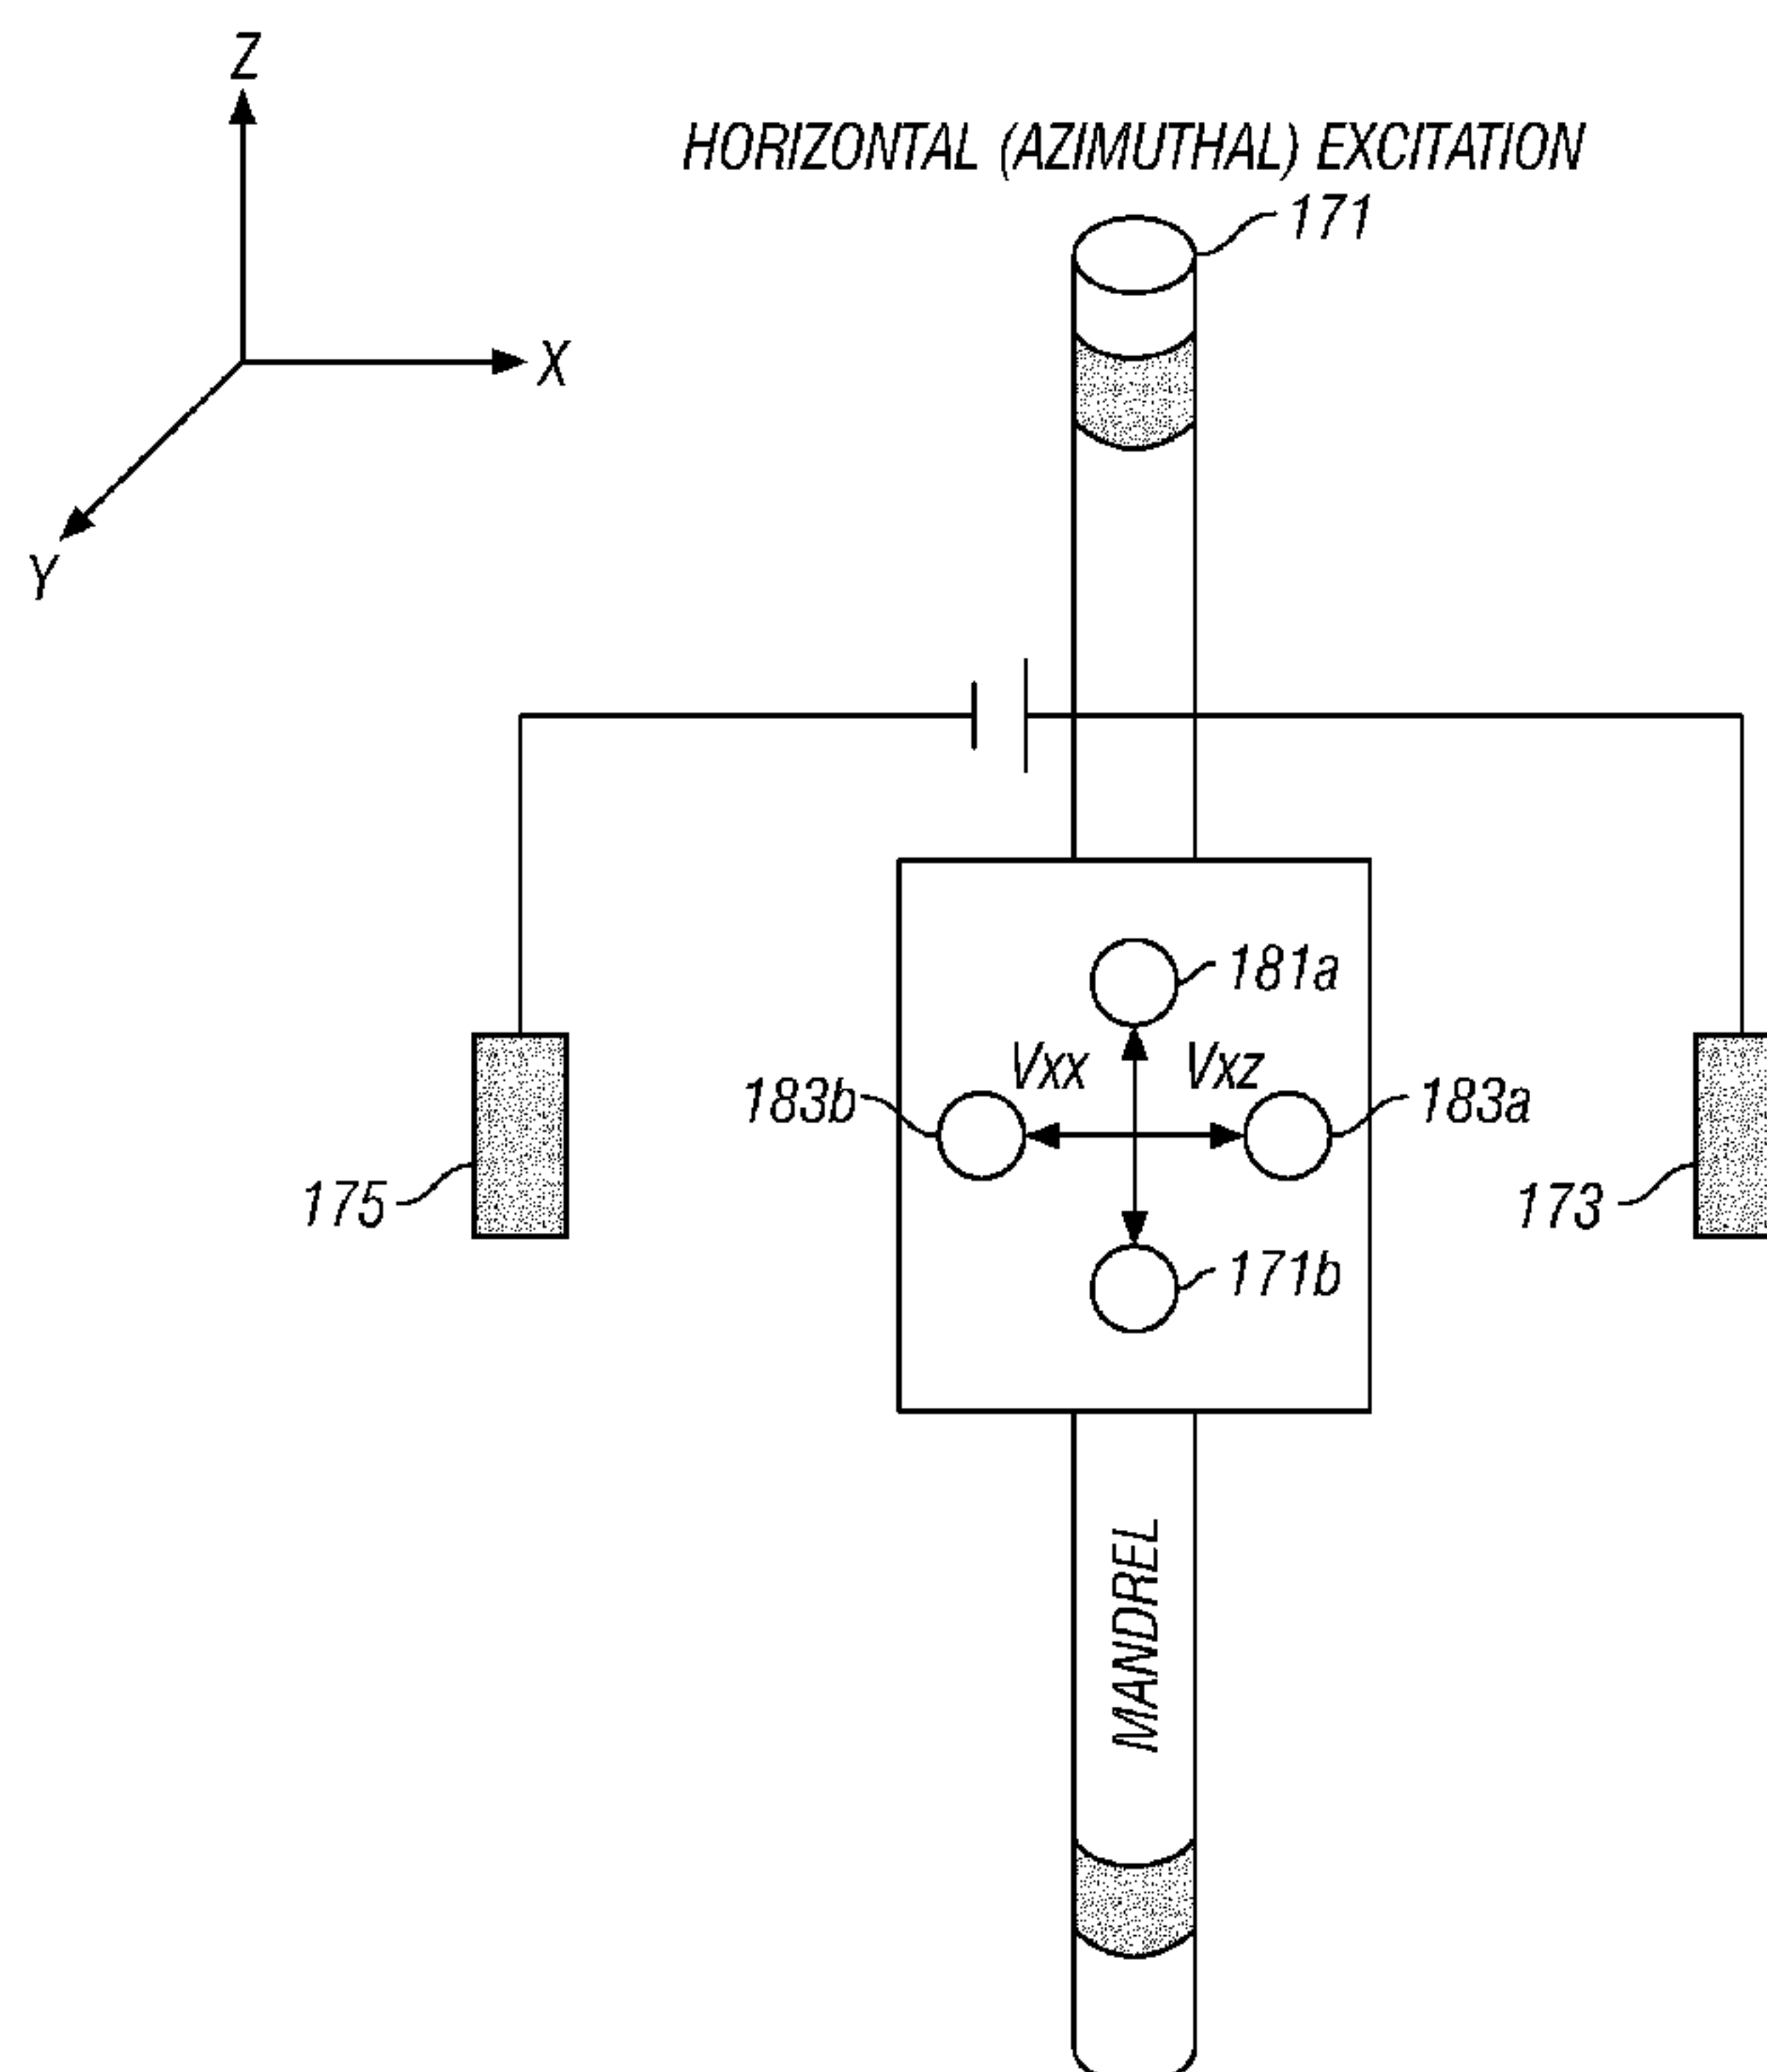 Z
HORIZONTAL (AZIMUTHAL) EXCITATION
171
X
Y
181a
Vxx
Vxz
183b
183a
175
173
171b
MANDREL